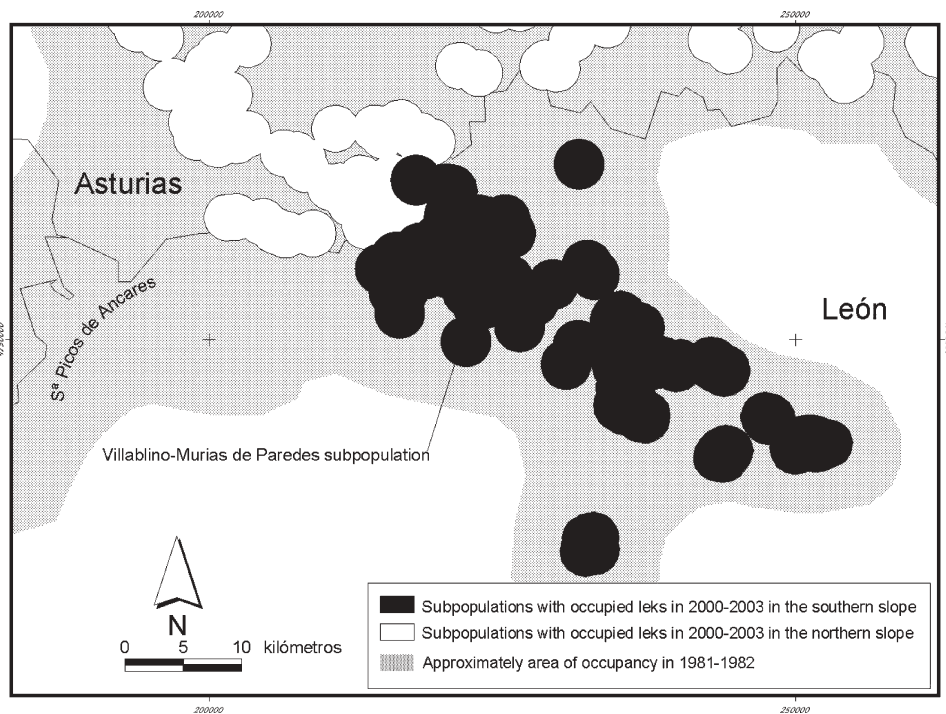 200000 250000
Asturias
León
Sª Picos de Ancares
Villablino-Murias de Paredes subpopulation
N
0 5 10 kilómetros
Subpopulations with occupied leks in 2000-2003 in the southern slope
Subpopulations with occupied leks in 2000-2003 in the northern slope
Approximately area of occupancy in 1981-1982
200000 250000